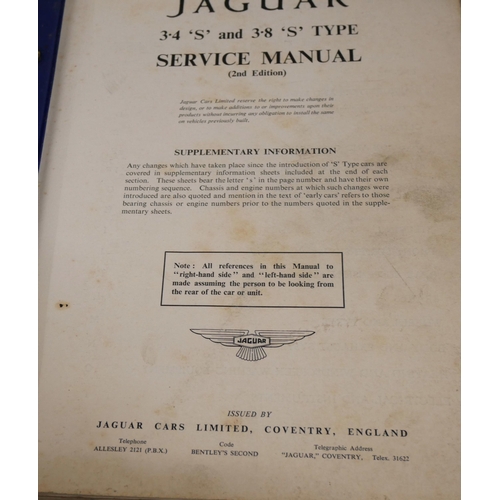 JAGUAR
3·4 'S' and 3·8 'S' TYPE
SERVICE MANUAL
(2nd Edition)
Jaguar Cars Limited reserve the right to make changes in
design, or to make additions to or improvements upon their
products without incurring any obligation to install the same
on vehicles previously built.
SUPPLEMENTARY INFORMATION
Any changes which have taken place since the introduction of 'S' Type cars are
covered in supplementary information sheets included at the end of each
section. These sheets bear the letter 's' in the page number and have their own
numbering sequence. Chassis and engine numbers at which such changes were
introduced are also quoted and mention in the text of 'early cars' refers to those
bearing chassis or engine numbers prior to the numbers quoted in the supple-
mentary sheets.
Note: All references in this Manual to
"right-hand side" and "left-hand side" are
made assuming the person to be looking from
the rear of the car or unit.
JAGUAR
ISSUED BY
JAGUAR CARS LIMITED, COVENTRY, ENGLAND
Telephone Code Telegraphic Address
ALLESLEY 2121 (P.B.X.) BENTLEY'S SECOND "JAGUAR," COVENTRY, Telex. 31622